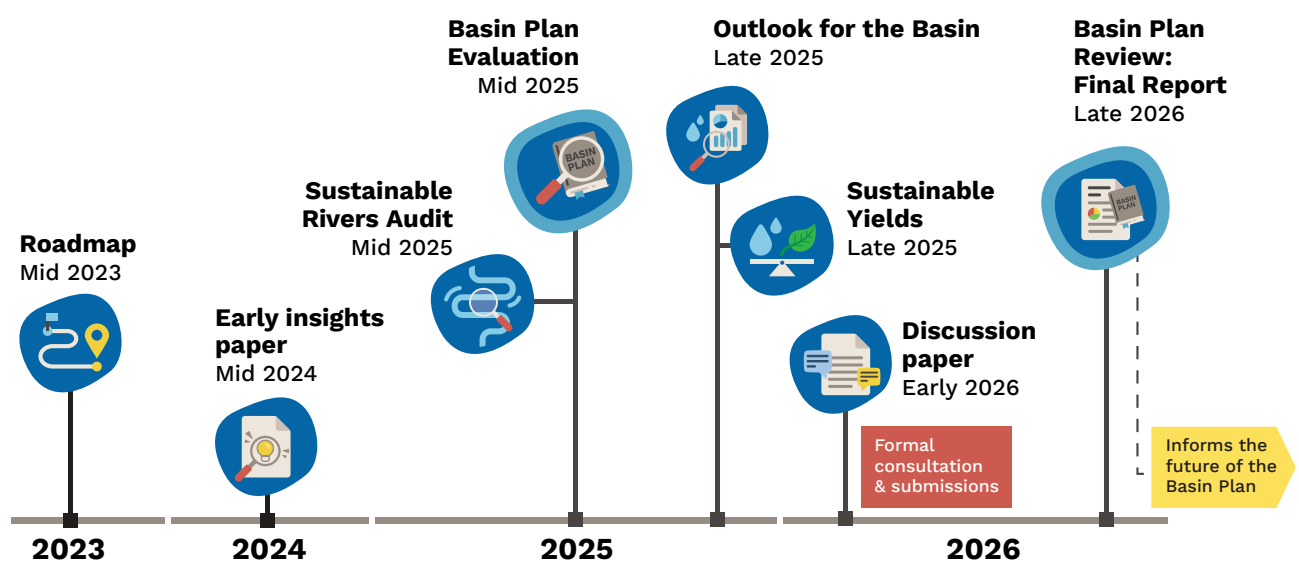 Roadmap
Mid 2023
Early insights
paper
Mid 2024
Sustainable
Rivers Audit
Mid 2025
Basin Plan
Evaluation
Mid 2025
BASIN
PLAN
Outlook for the Basin
Late 2025
Sustainable
Yields
Late 2025
Discussion
paper
Early 2026
Formal
consultation
& submissions
Basin Plan
Review:
Final Report
Late 2026
BASIN
PLAN
Informs the
future of the
Basin Plan
2023
2024
2025
2026